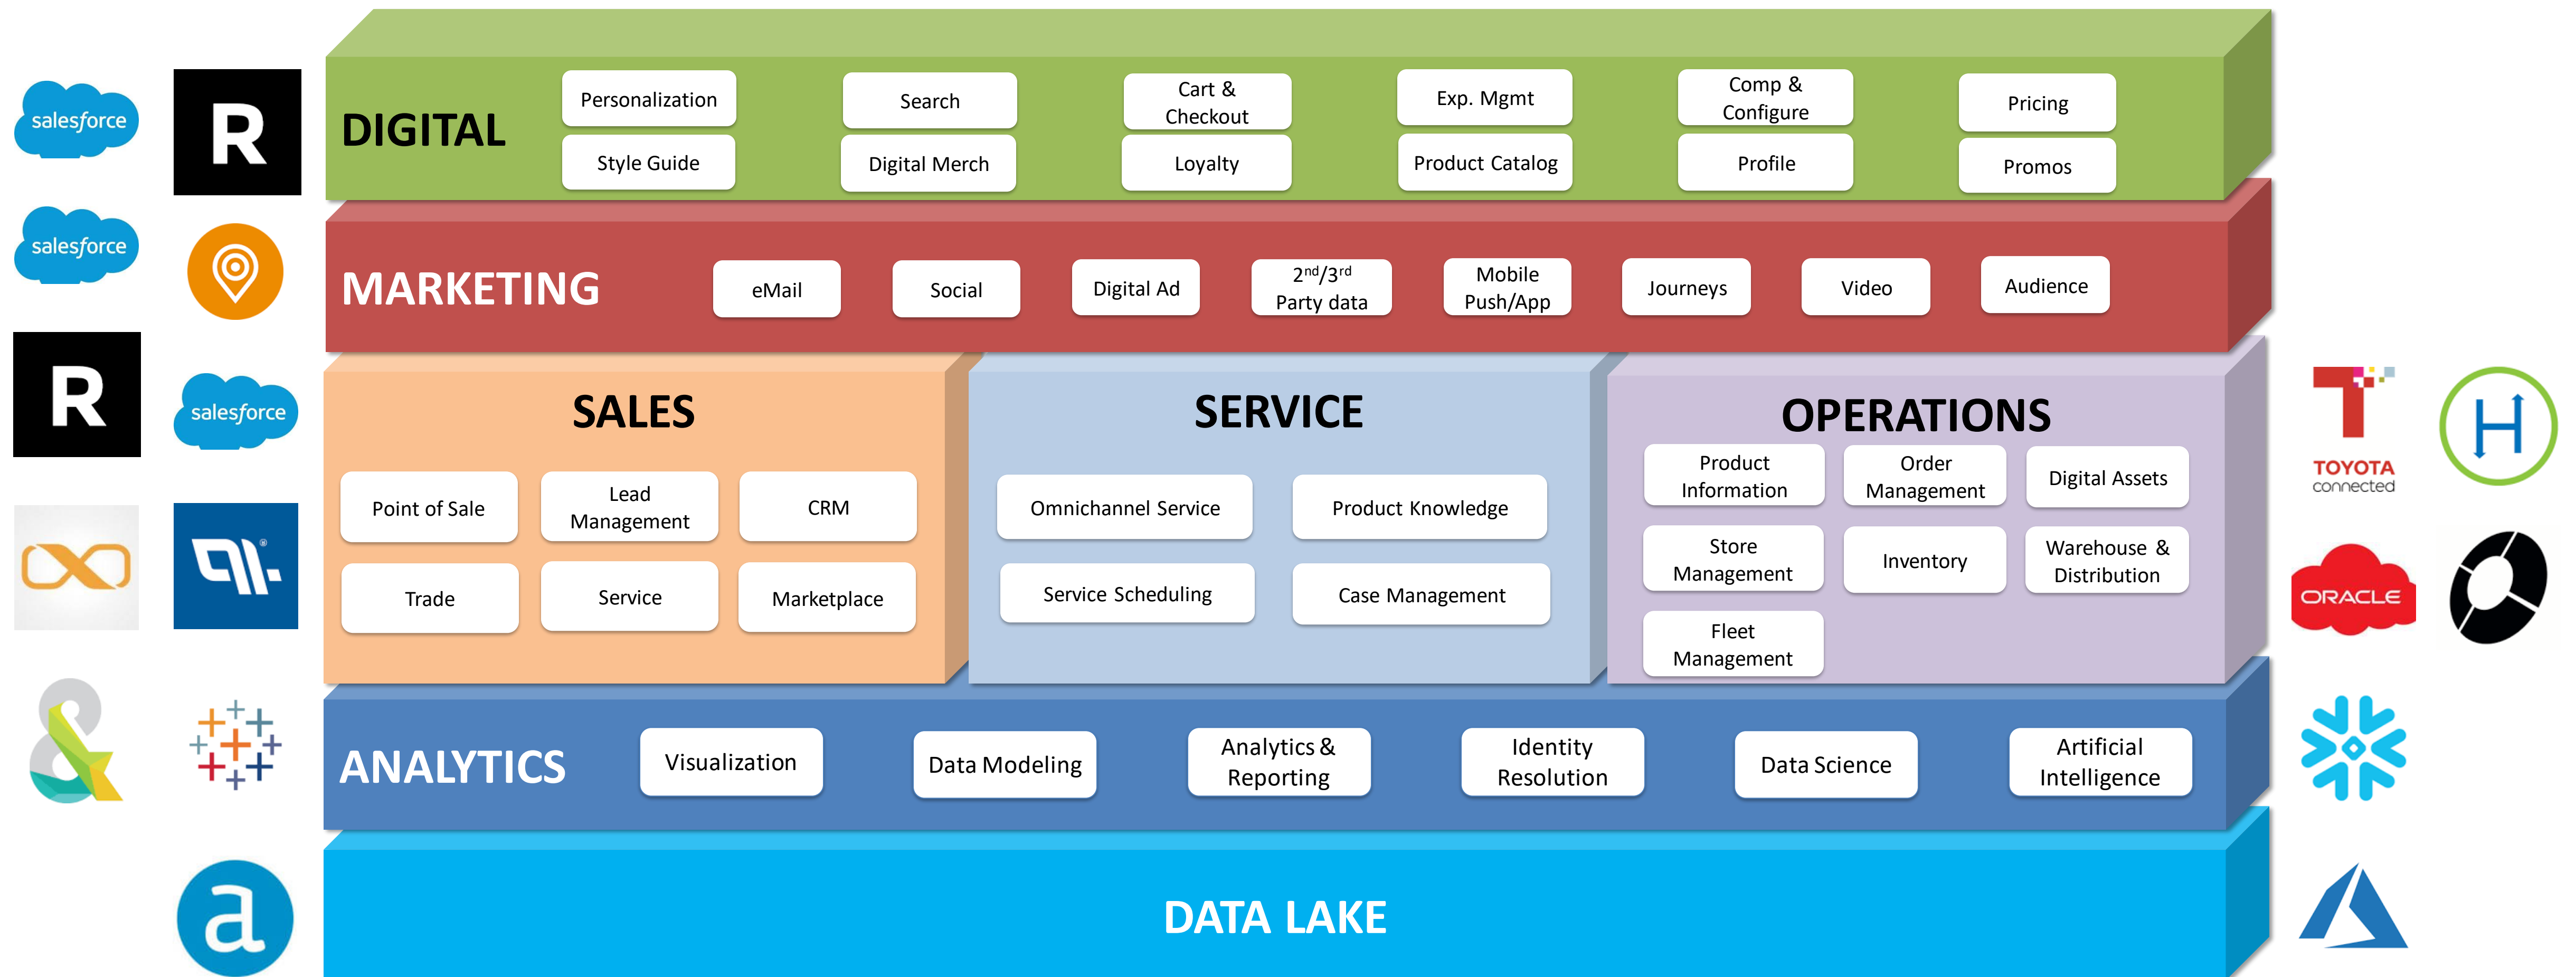 salesforce
R
DIGITAL
Personalization
Search
Cart &
Checkout
Exp. Mgmt
Comp &
Configure
Pricing
Style Guide
Digital Merch
Loyalty
Product Catalog
Profile
Promos
salesforce
MARKETING
eMail
Social
Digital Ad
2nd/3rd
Party data
Mobile
Push/App
Journeys
Video
Audience
R
salesforce
SALES
Point of Sale
Lead
Management
CRM
Trade
Service
Marketplace
SERVICE
Omnichannel Service
Product Knowledge
Service Scheduling
Case Management
OPERATIONS
Product
Information
Order
Management
Digital Assets
Store
Management
Inventory
Warehouse &
Distribution
Fleet
Management
T
TOYOTA
connected
H
ORACLE
&
ANALYTICS
Visualization
Data Modeling
Analytics &
Reporting
Identity
Resolution
Data Science
Artificial
Intelligence
a
DATA LAKE